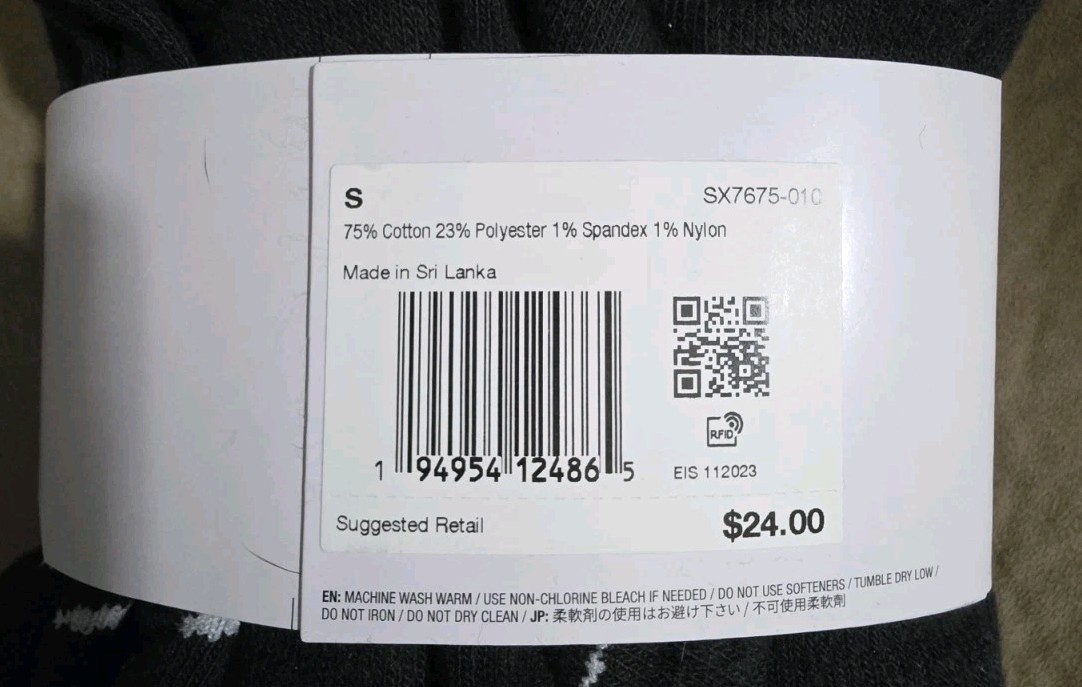 S
SX7675-010
75% Cotton 23% Polyester 1% Spandex 1% Nylon
Made in Sri Lanka
RFID
1 94954 12486 5
EIS 112023
Suggested Retail
$24.00
EN: MACHINE WASH WARM / USE NON-CHLORINE BLEACH IF NEEDED / DO NOT USE SOFTENERS / TUMBLE DRY LOW /
DO NOT IRON / DO NOT DRY CLEAN / JP: 柔軟剤の使用はお避け下さい / 不可使用柔軟劑